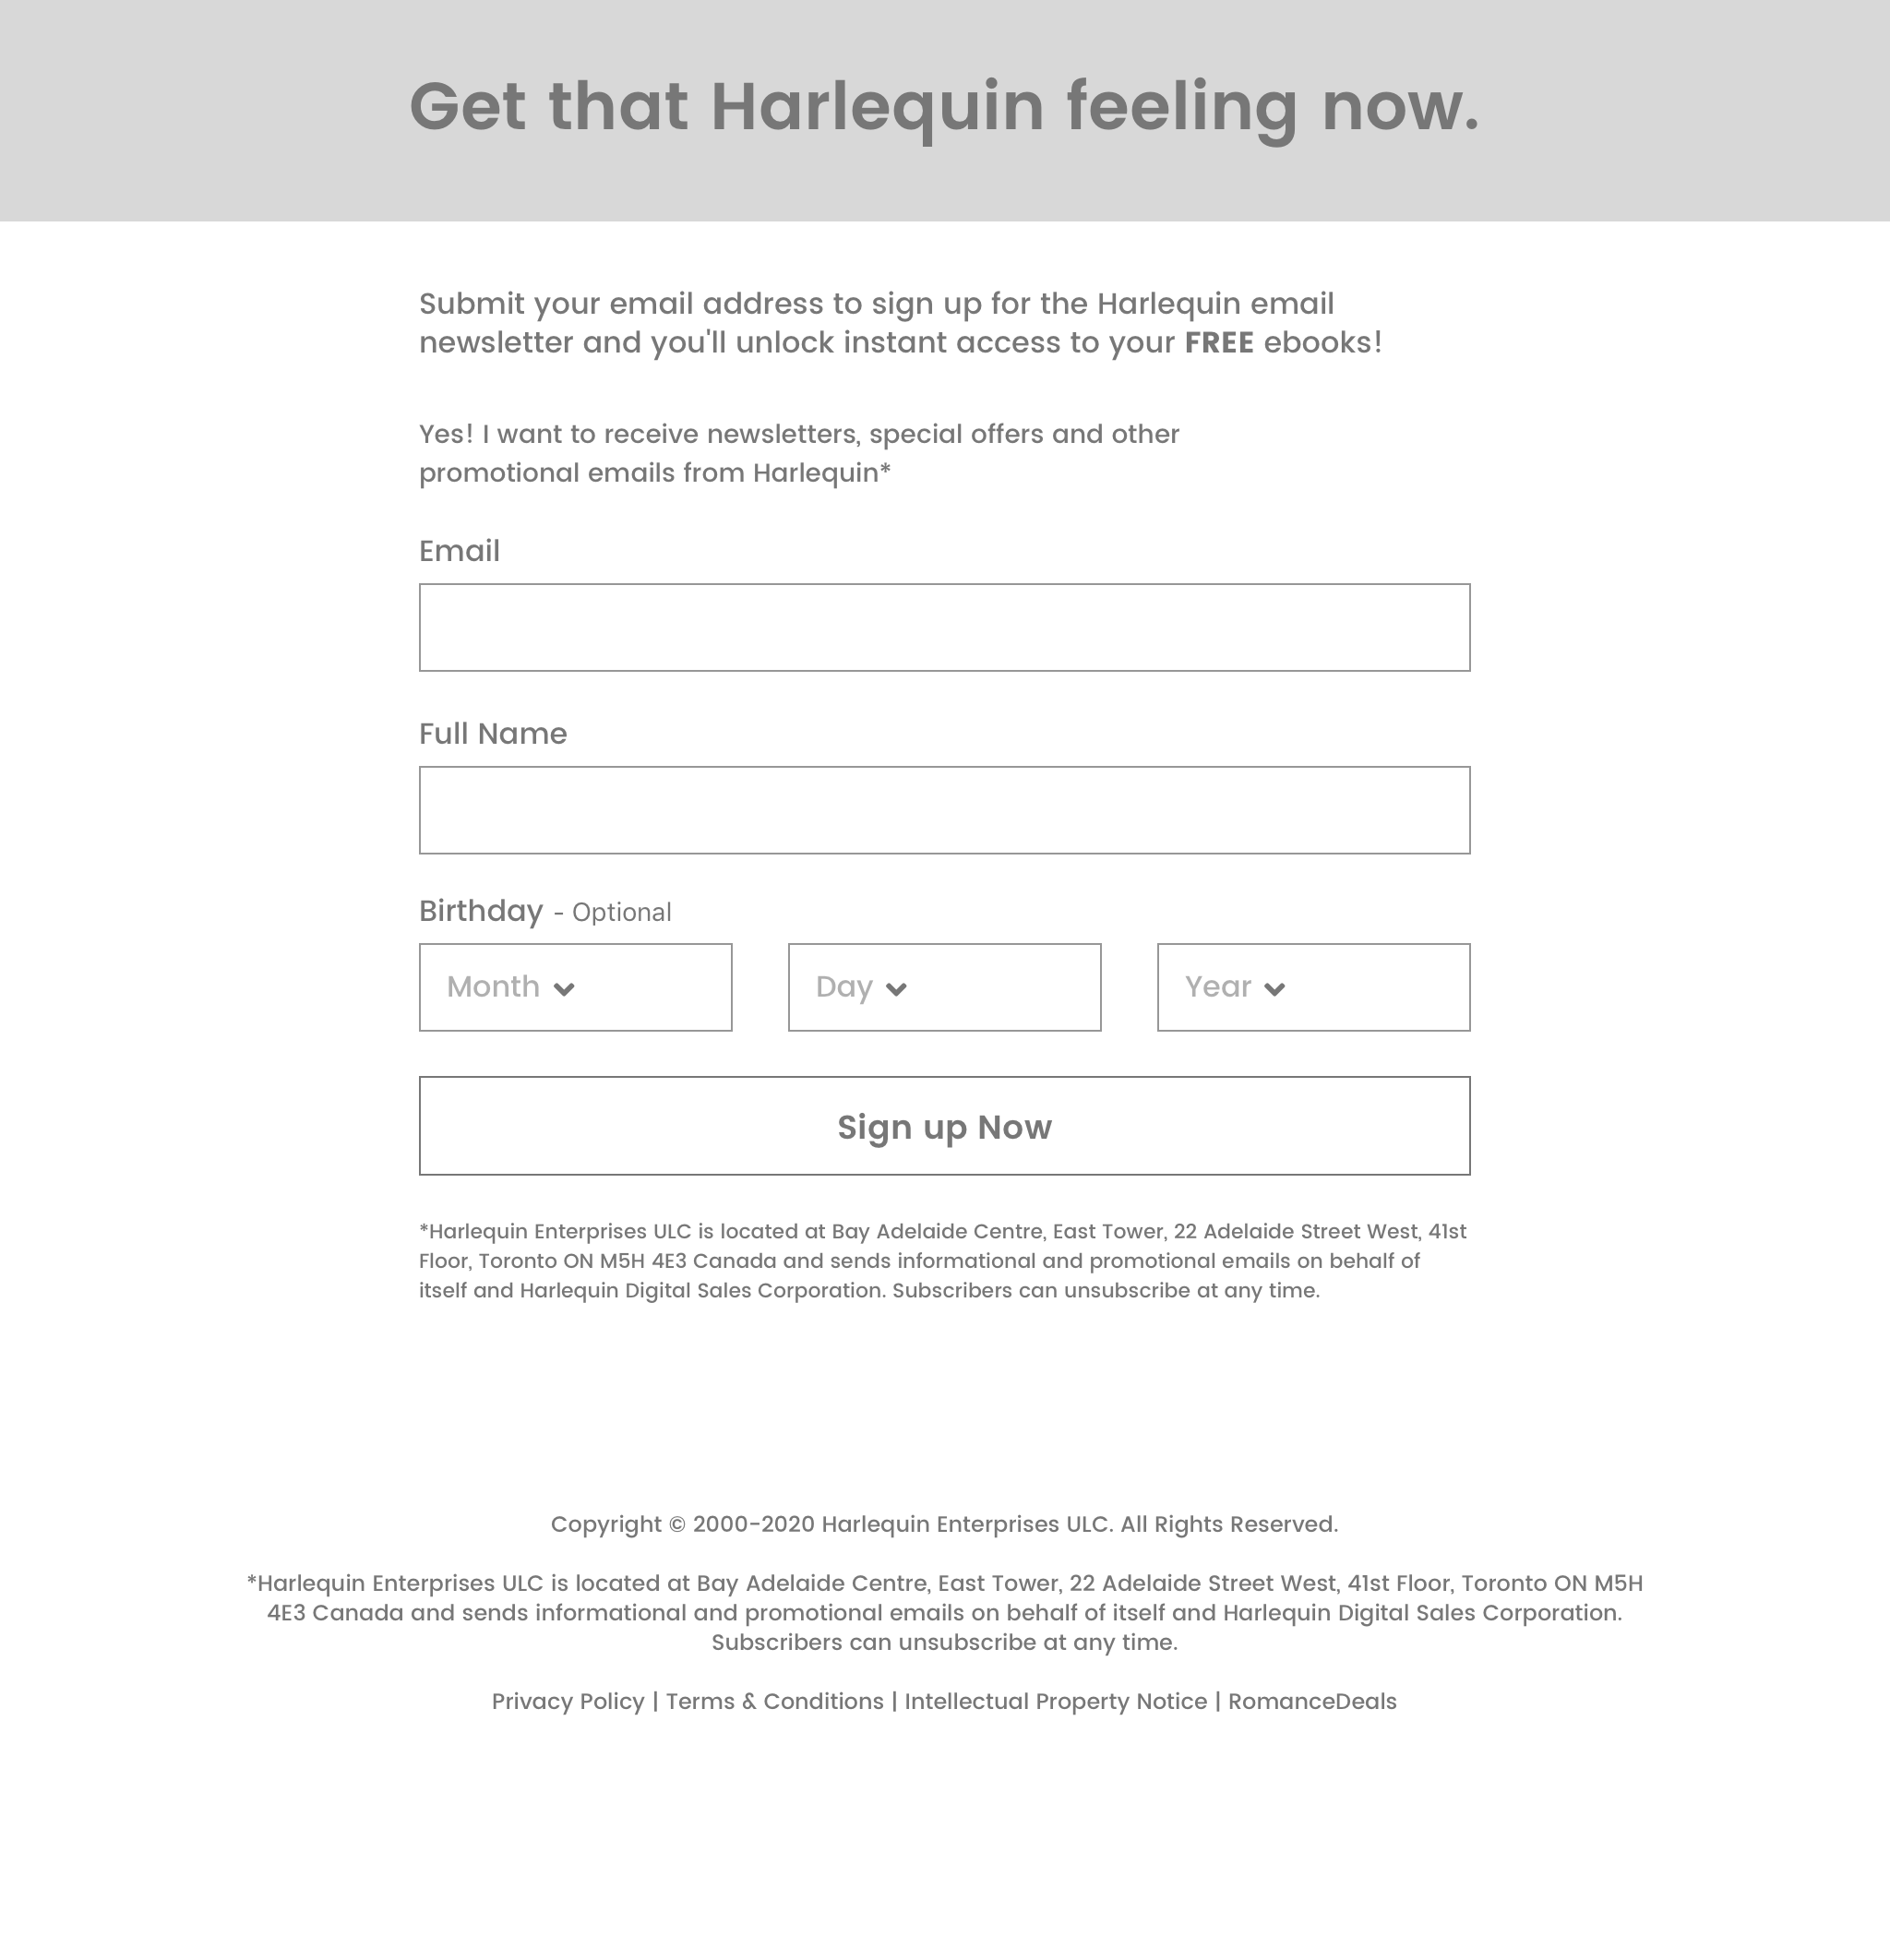 Get that Harlequin feeling now.
Submit your email address to sign up for the Harlequin email
newsletter and you'll unlock instant access to your FREE ebooks!
Yes! I want to receive newsletters, special offers and other
promotional emails from Harlequin*
Email
Full Name
Birthday - Optional
Month Day Year
Sign up Now
*Harlequin Enterprises ULC is located at Bay Adelaide Centre, East Tower, 22 Adelaide Street West, 41st
Floor, Toronto ON M5H 4E3 Canada and sends informational and promotional emails on behalf of
itself and Harlequin Digital Sales Corporation. Subscribers can unsubscribe at any time.
Copyright © 2000-2020 Harlequin Enterprises ULC. All Rights Reserved.
*Harlequin Enterprises ULC is located at Bay Adelaide Centre, East Tower, 22 Adelaide Street West, 41st Floor, Toronto ON M5H
4E3 Canada and sends informational and promotional emails on behalf of itself and Harlequin Digital Sales Corporation.
Subscribers can unsubscribe at any time.
Privacy Policy | Terms & Conditions | Intellectual Property Notice | RomanceDeals